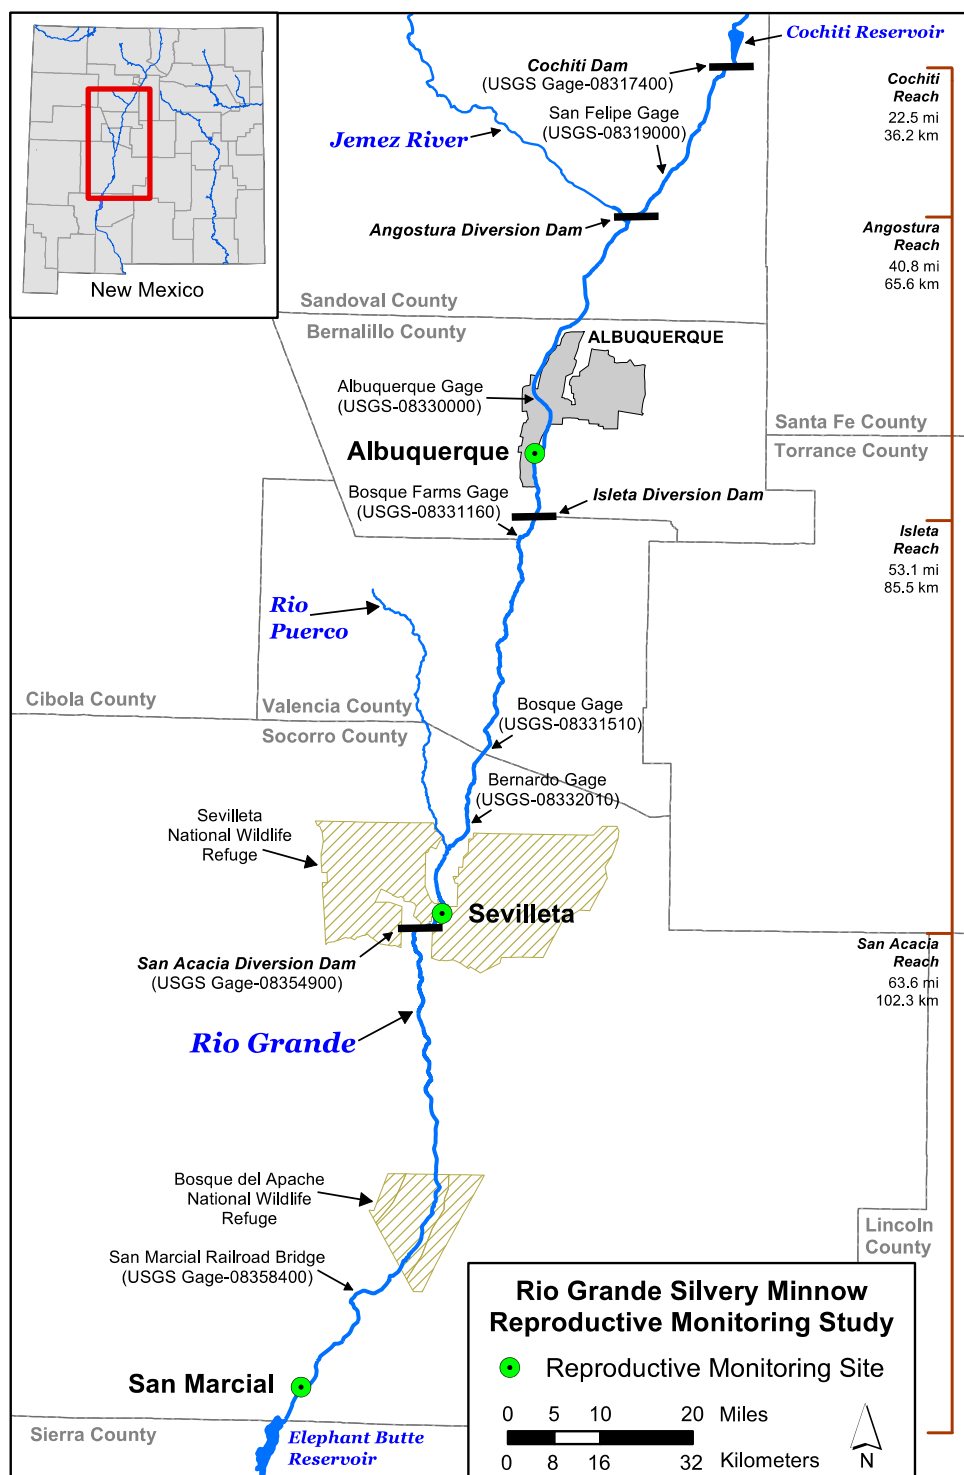 Cochiti Reservoir
Cochiti Dam
(USGS Gage-08317400)
San Felipe Gage
(USGS-08319000)
Jemez River
Angostura Diversion Dam
New Mexico
Cochiti
Reach
22.5 mi
36.2 km
Angostura
Reach
40.8 mi
65.6 km
Sandoval County
Bernalillo County
ALBUQUERQUE
Albuquerque Gage
(USGS-08330000)
Santa Fe County
Torrance County
Albuquerque
Bosque Farms Gage
(USGS-08331160)
Isleta Diversion Dam
Isleta
Reach
53.1 mi
85.5 km
Rio
Puerco
Cibola County
Valencia County
Socorro County
Bosque Gage
(USGS-08331510)
Bernardo Gage
(USGS-08332010)
Sevilleta
National Wildlife
Refuge
Sevilleta
San Acacia Diversion Dam
(USGS Gage-08354900)
San Acacia
Reach
63.6 mi
102.3 km
Rio Grande
Bosque del Apache
National Wildlife
Refuge
Lincoln
County
San Marcial Railroad Bridge
(USGS Gage-08358400)
San Marcial
Sierra County
Elephant Butte
Reservoir
Rio Grande Silvery Minnow
Reproductive Monitoring Study
Reproductive Monitoring Site
0 5 10 20 Miles
0 8 16 32 Kilometers
N